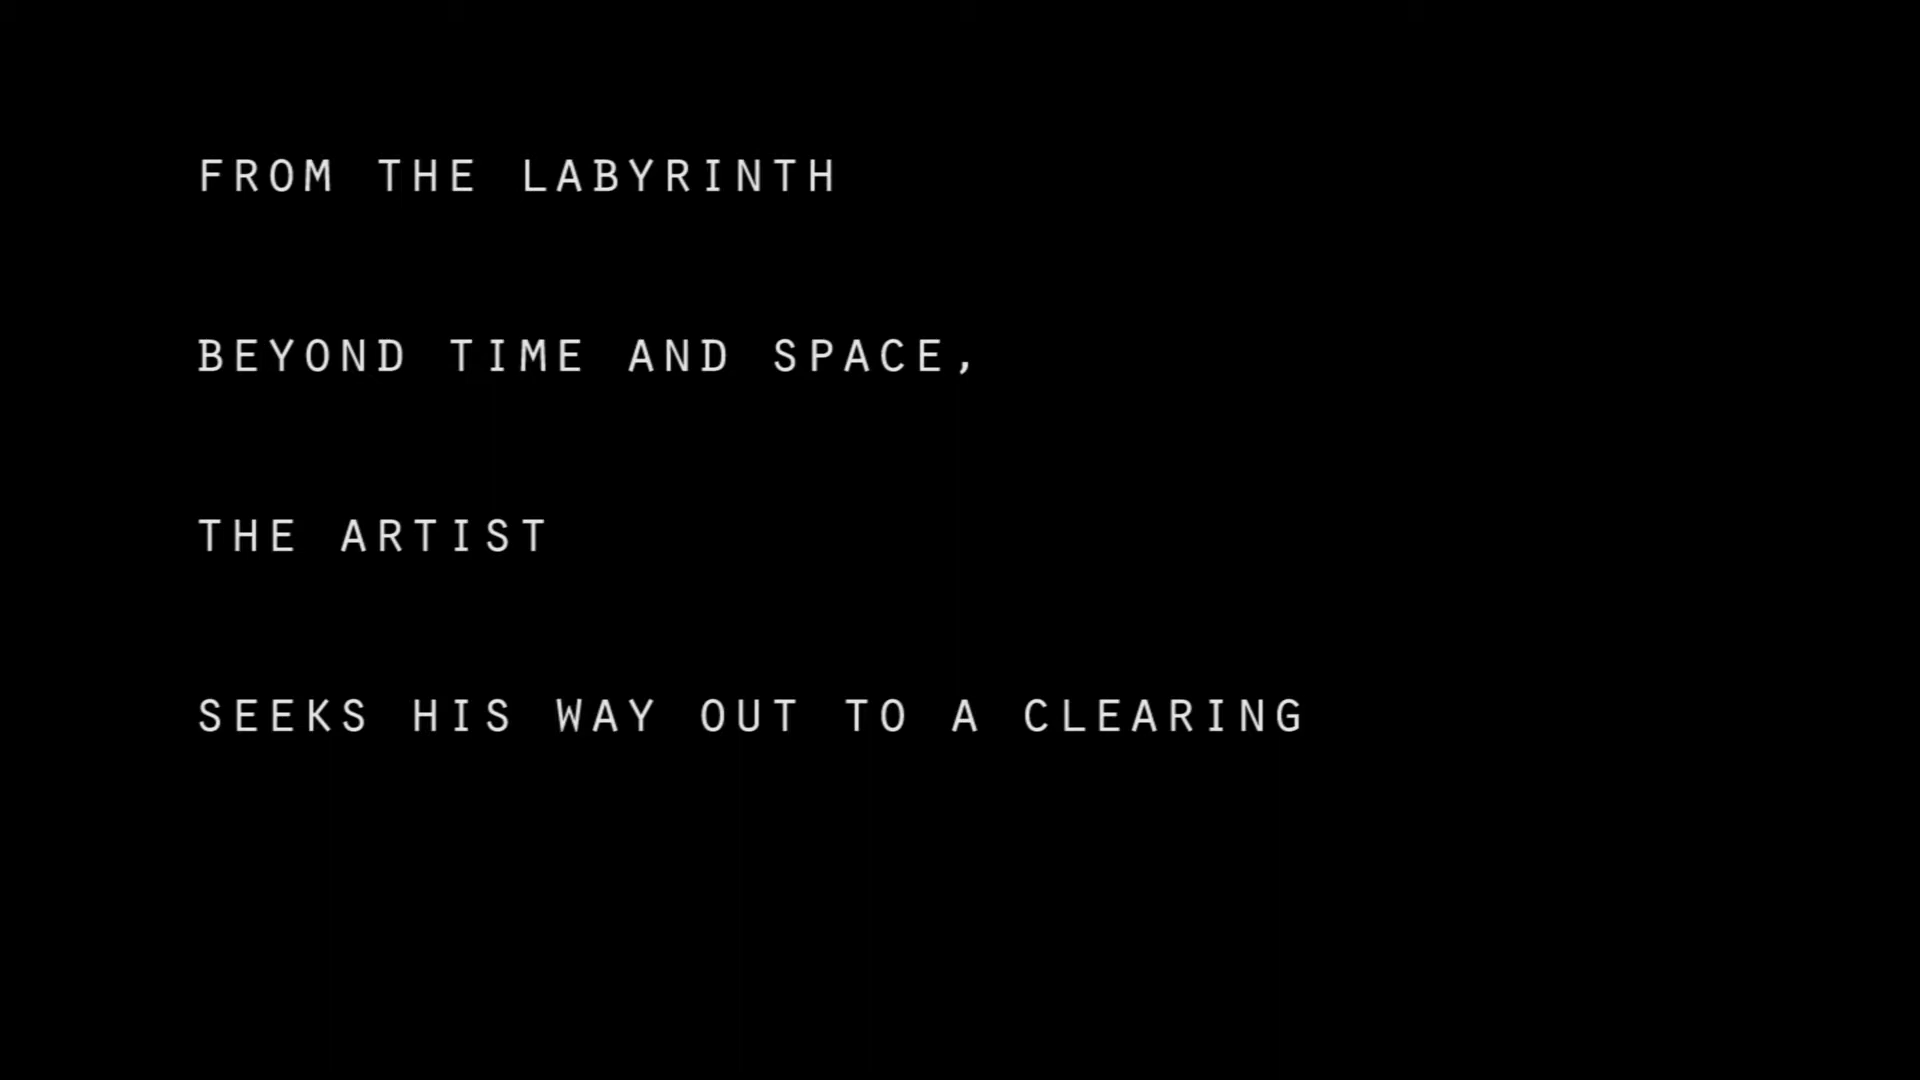 FROM THE LABYRINTH
BEYOND TIME AND SPACE,
THE ARTIST
SEEKS HIS WAY OUT TO A CLEARING